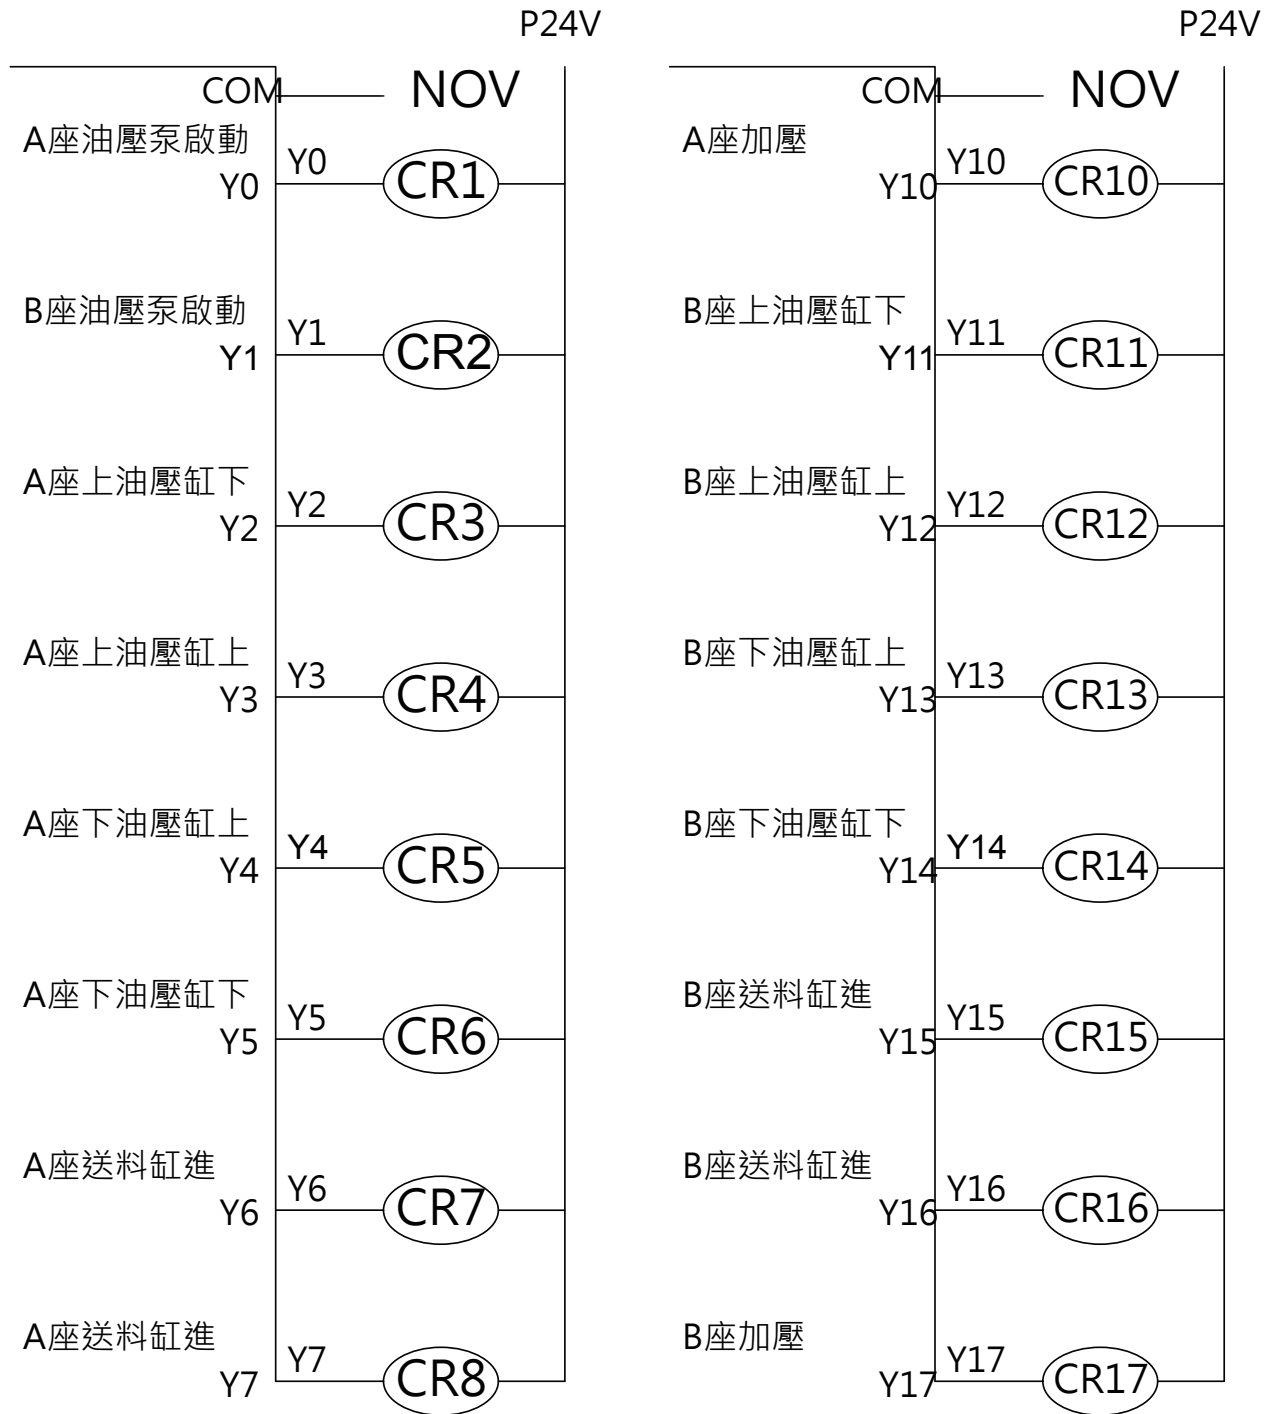 P24V
COM NOV
A座油壓泵啟動
Y0 Y0 CR1
B座油壓泵啟動
Y1 Y1 CR2
A座上油壓缸下
Y2 Y2 CR3
A座上油壓缸上
Y3 Y3 CR4
A座下油壓缸上
Y4 Y4 CR5
A座下油壓缸下
Y5 Y5 CR6
A座送料缸進
Y6 Y6 CR7
A座送料缸進
Y7 Y7 CR8
P24V
COM NOV
A座加壓
Y10 Y10 CR10
B座上油壓缸下
Y11 Y11 CR11
B座上油壓缸上
Y12 Y12 CR12
B座下油壓缸上
Y13 Y13 CR13
B座下油壓缸下
Y14 Y14 CR14
B座送料缸進
Y15 Y15 CR15
B座送料缸進
Y16 Y16 CR16
B座加壓
Y17 Y17 CR17